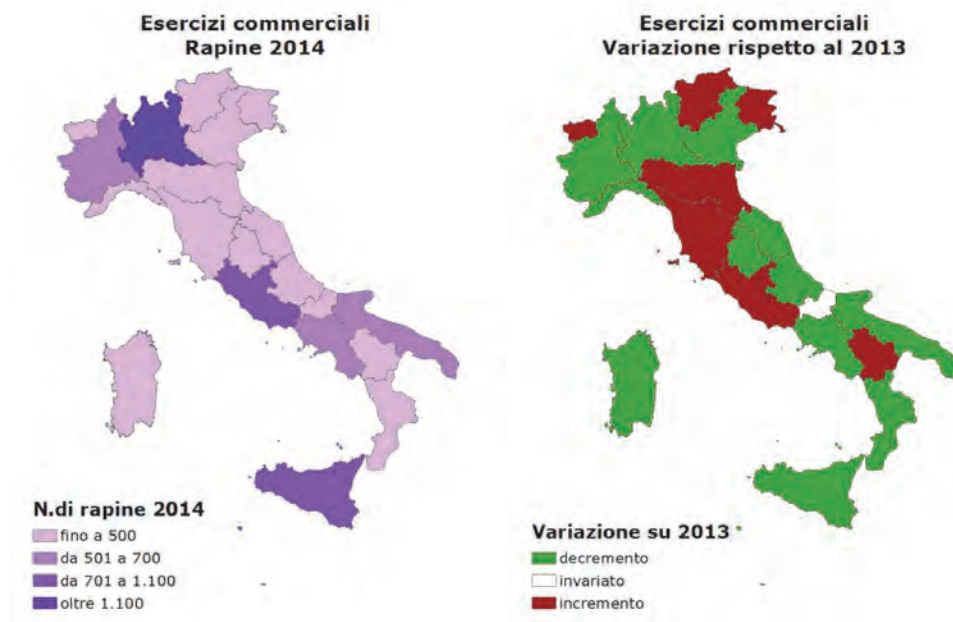 Esercizi commerciali
Rapine 2014
N.di rapine 2014
fino a 500
da 501 a 700
da 701 a 1.100
oltre 1.100
Esercizi commerciali
Variazione rispetto al 2013
Variazione su 2013
decremento
invariato
incremento